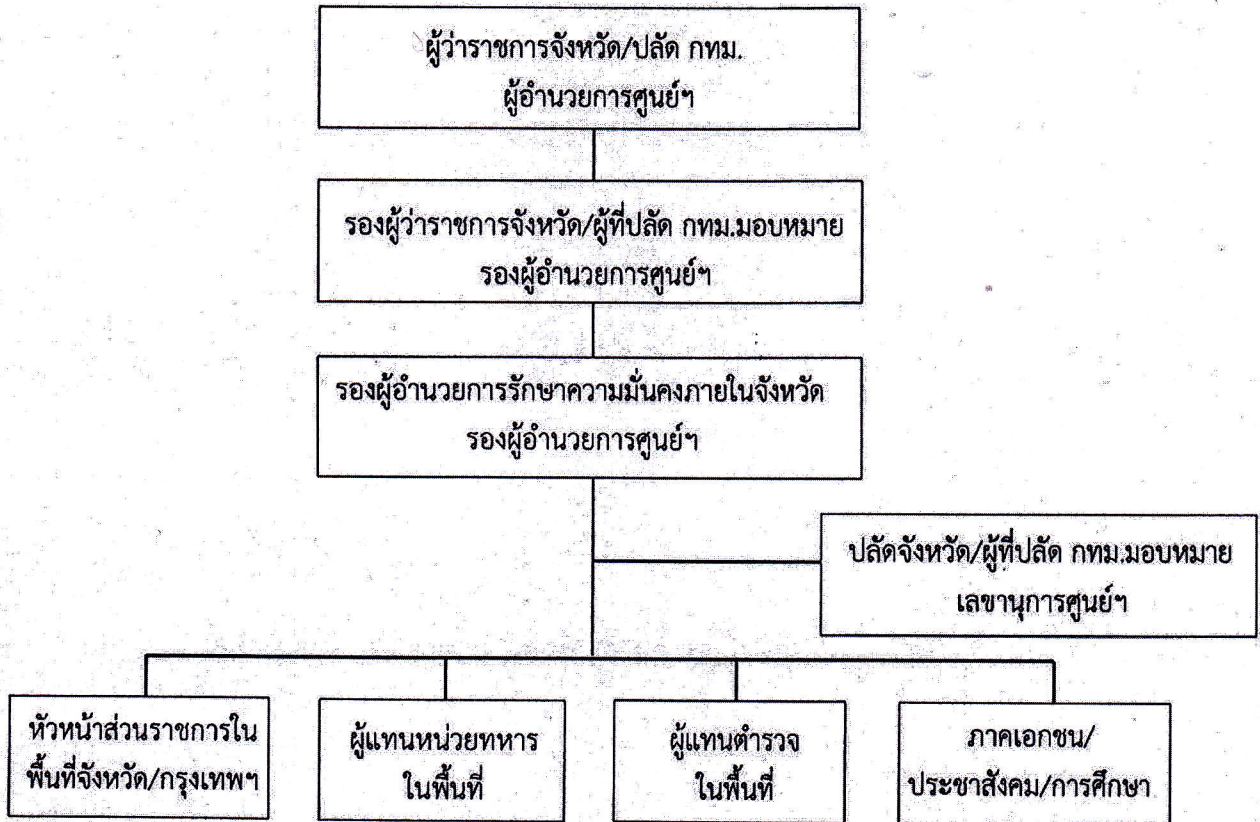 ผู้ว่าราชการจังหวัด/ปลัด กทม.
ผู้อำนวยการศูนย์ฯ
รองผู้ว่าราชการจังหวัด/ผู้ที่ปลัด กทม.มอบหมาย
รองผู้อำนวยการศูนย์ฯ
รองผู้อำนวยการรักษาความมั่นคงภายในจังหวัด
รองผู้อำนวยการศูนย์ฯ
ปลัดจังหวัด/ผู้ที่ปลัด กทม.มอบหมาย
เลขานุการศูนย์ฯ
หัวหน้าส่วนราชการใน
พื้นที่จังหวัด/กรุงเทพฯ
ผู้แทนหน่วยทหาร
ในพื้นที่
ผู้แทนตำรวจ
ในพื้นที่
ภาคเอกชน/
ประชาสังคม/การศึกษา